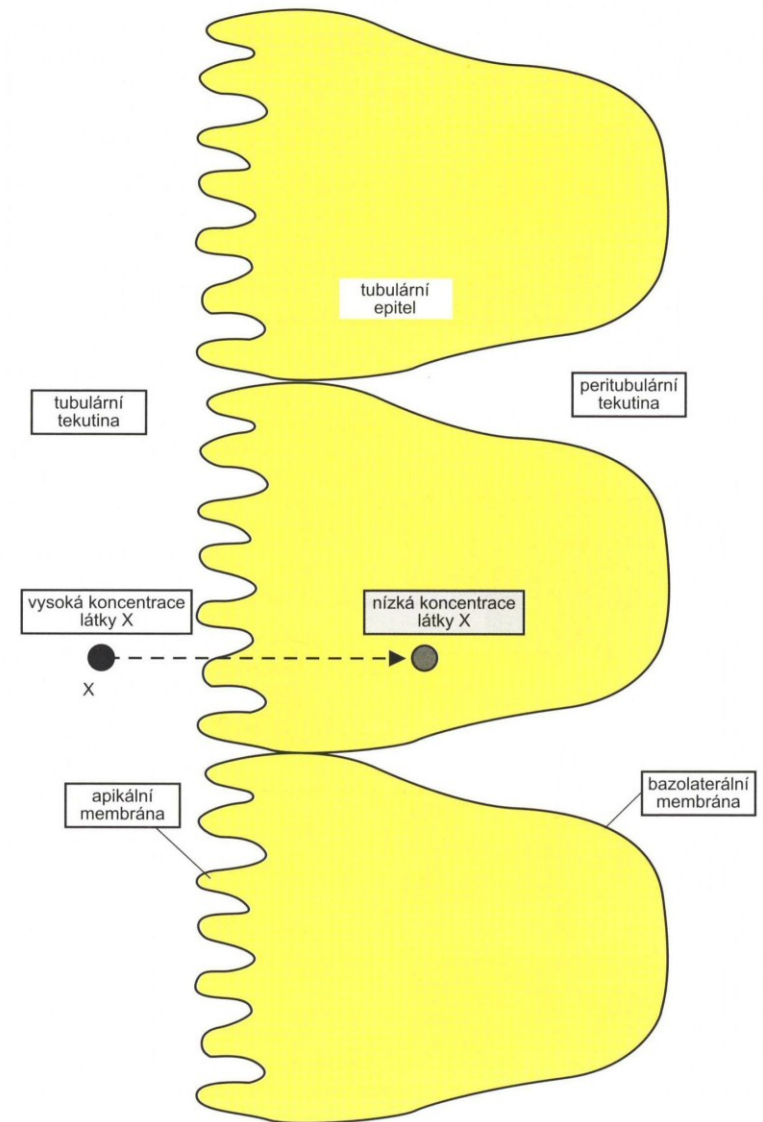 tubulární
epitel
tubulární
tekutina
peritubulární
tekutina
vysoká koncentrace
látky X
nízká koncentrace
látky X
X
apikální
membrána
bazolaterální
membrána